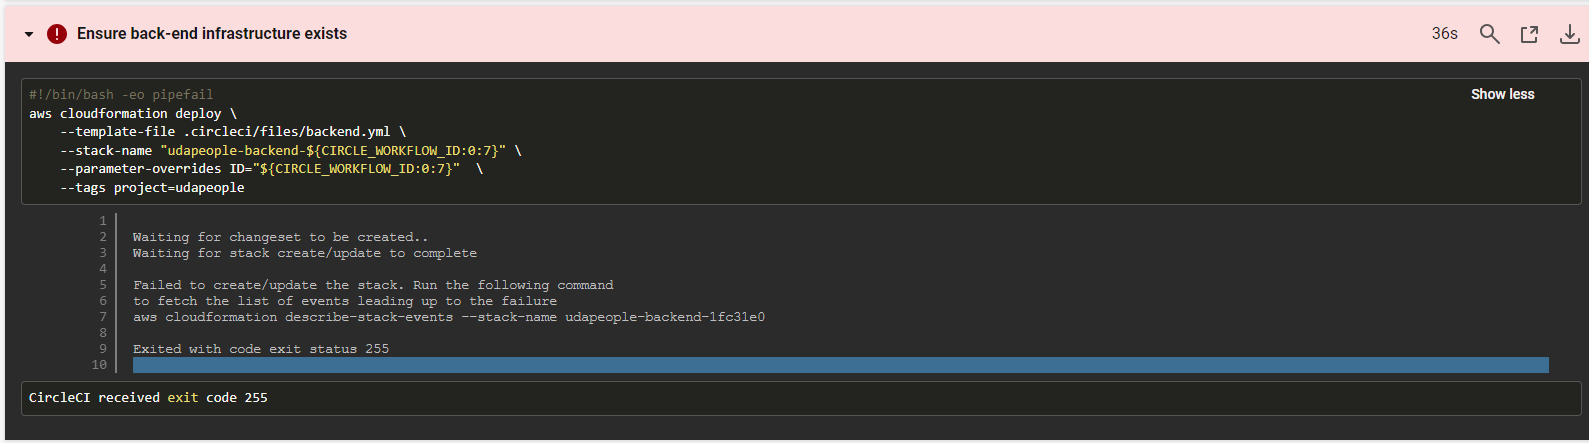 Ensure back-end infrastructure exists 36s
#!/bin/bash -eo pipefail
Show less
aws cloudformation deploy \
--template-file .circleci/files/backend.yml \
--stack-name "udapeople-backend-${CIRCLE_WORKFLOW_ID:0:7}" \
--parameter-overrides ID="${CIRCLE_WORKFLOW_ID:0:7}"  \
--tags project=udapeople
1
2 Waiting for changeset to be created..
3 Waiting for stack create/update to complete
4
5 Failed to create/update the stack. Run the following command
6 to fetch the list of events leading up to the failure
7 aws cloudformation describe-stack-events --stack-name udapeople-backend-1fc31e0
8
9 Exited with code exit status 255
10
CircleCI received exit code 255